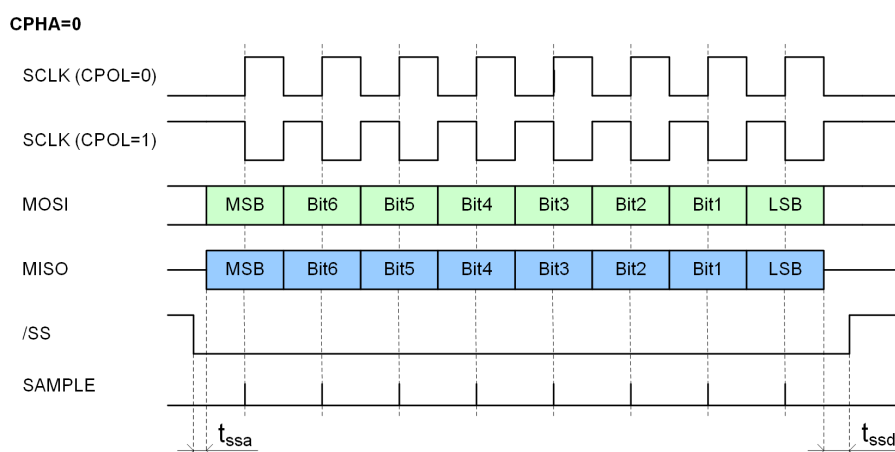 CPHA=0
SCLK (CPOL=0)
SCLK (CPOL=1)
MOSI MSB Bit6 Bit5 Bit4 Bit3 Bit2 Bit1 LSB
MISO MSB Bit6 Bit5 Bit4 Bit3 Bit2 Bit1 LSB
/SS
SAMPLE
tssa tssd